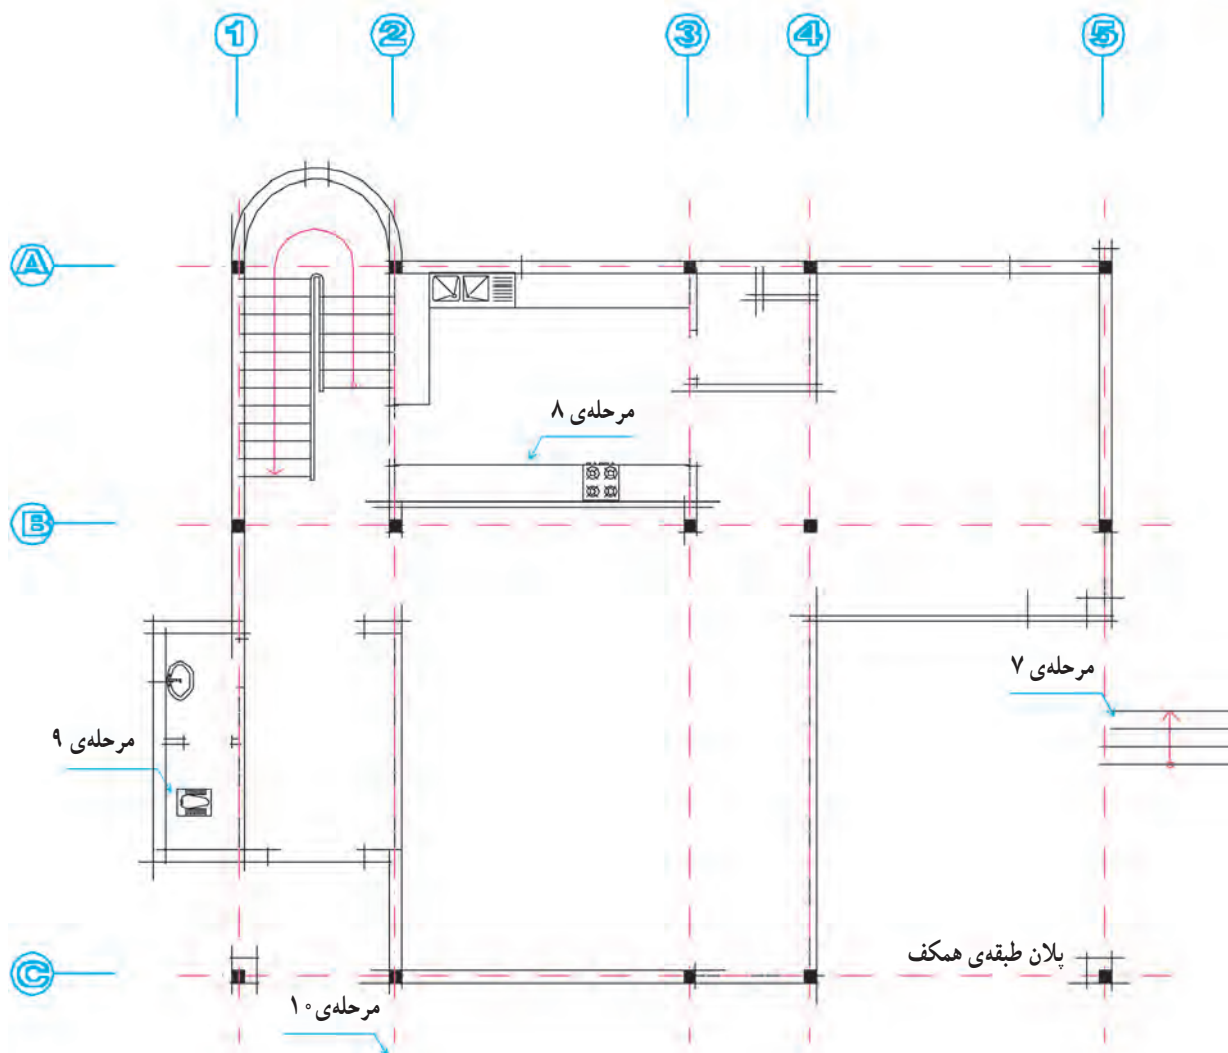 1 2 3 4 5
A
مرحله‌ی ۸
B
مرحله‌ی ۷
مرحله‌ی ۹
پلان طبقه‌ی همکف
C
مرحله‌ی ۱۰